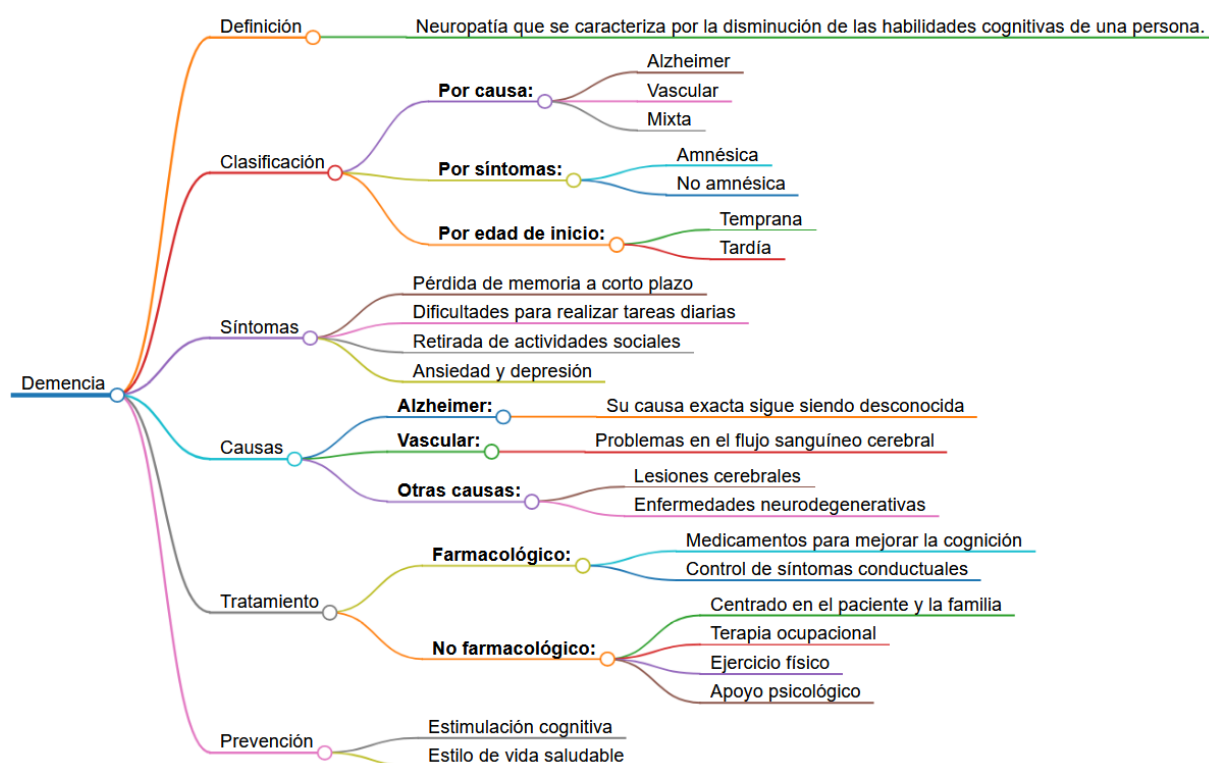 Demencia
Definición
Neuropatía que se caracteriza por la disminución de las habilidades cognitivas de una persona.
Clasificación
Por causa:
Alzheimer
Vascular
Mixta
Por síntomas:
Amnésica
No amnésica
Por edad de inicio:
Temprana
Tardía
Síntomas
Pérdida de memoria a corto plazo
Dificultades para realizar tareas diarias
Retirada de actividades sociales
Ansiedad y depresión
Causas
Alzheimer:
Su causa exacta sigue siendo desconocida
Vascular:
Problemas en el flujo sanguíneo cerebral
Otras causas:
Lesiones cerebrales
Enfermedades neurodegenerativas
Tratamiento
Farmacológico:
Medicamentos para mejorar la cognición
Control de síntomas conductuales
No farmacológico:
Centrado en el paciente y la familia
Terapia ocupacional
Ejercicio físico
Apoyo psicológico
Prevención
Estimulación cognitiva
Estilo de vida saludable